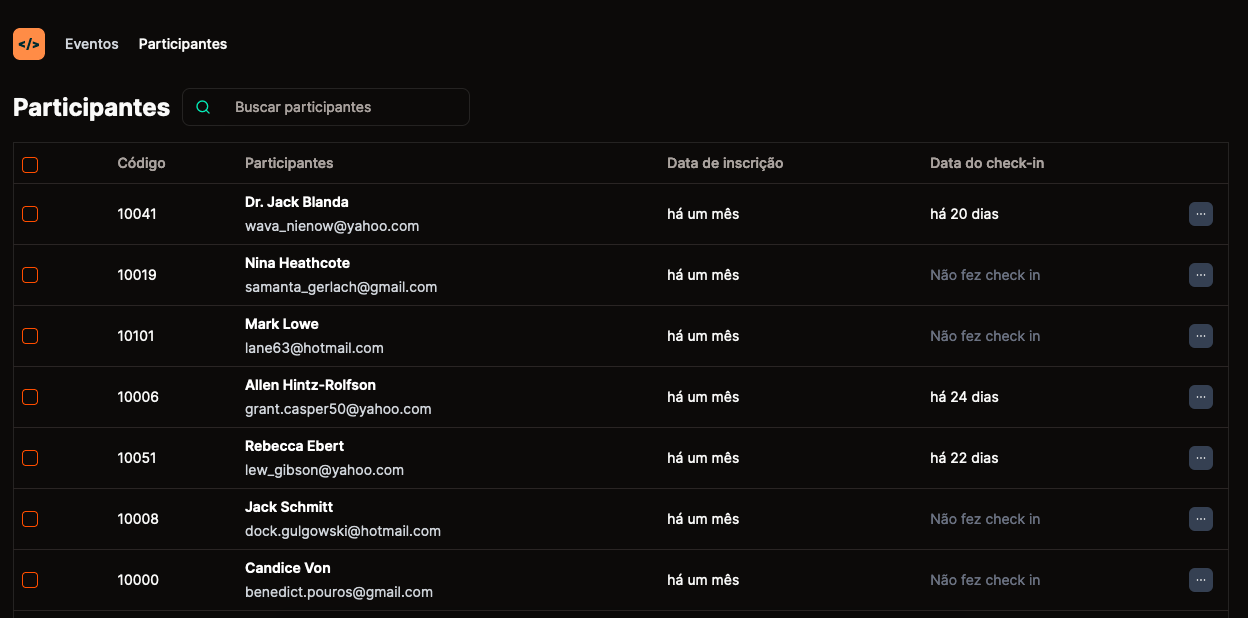 </> Eventos Participantes
Participantes Buscar participantes
Código Participantes Data de inscrição Data do check-in
10041 Dr. Jack Blanda há um mês há 20 dias ...
wava_nienow@yahoo.com
10019 Nina Heathcote há um mês Não fez check in ...
samanta_gerlach@gmail.com
10101 Mark Lowe há um mês Não fez check in ...
lane63@hotmail.com
10006 Allen Hintz-Rolfson há um mês há 24 dias ...
grant.casper50@yahoo.com
10051 Rebecca Ebert há um mês há 22 dias ...
lew_gibson@yahoo.com
10008 Jack Schmitt há um mês Não fez check in ...
dock.gulgowski@hotmail.com
10000 Candice Von há um mês Não fez check in ...
benedict.pouros@gmail.com